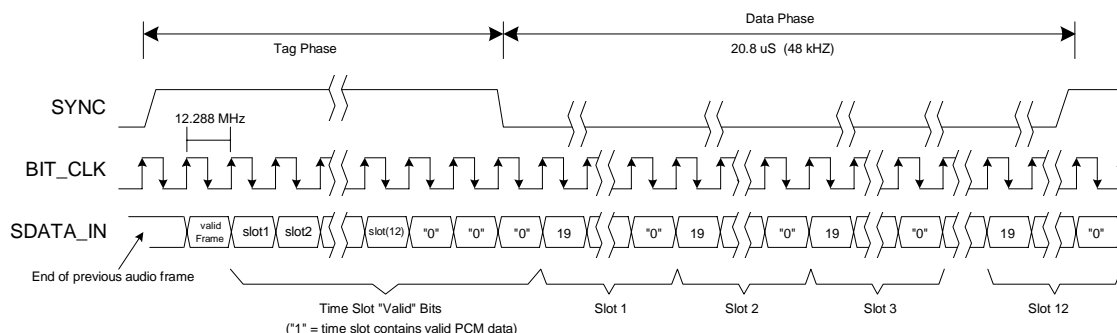 Data Phase
Tag Phase
20.8 uS (48 kHZ)
SYNC
12.288 MHz
BIT_CLK
SDATA_IN
valid
Frame
slot1
slot2
slot(12)
"0"
"0"
"0"
19
"0"
19
"0"
19
"0"
19
"0"
End of previous audio frame
Time Slot "Valid" Bits
("1" = time slot contains valid PCM data)
Slot 1
Slot 2
Slot 3
Slot 12